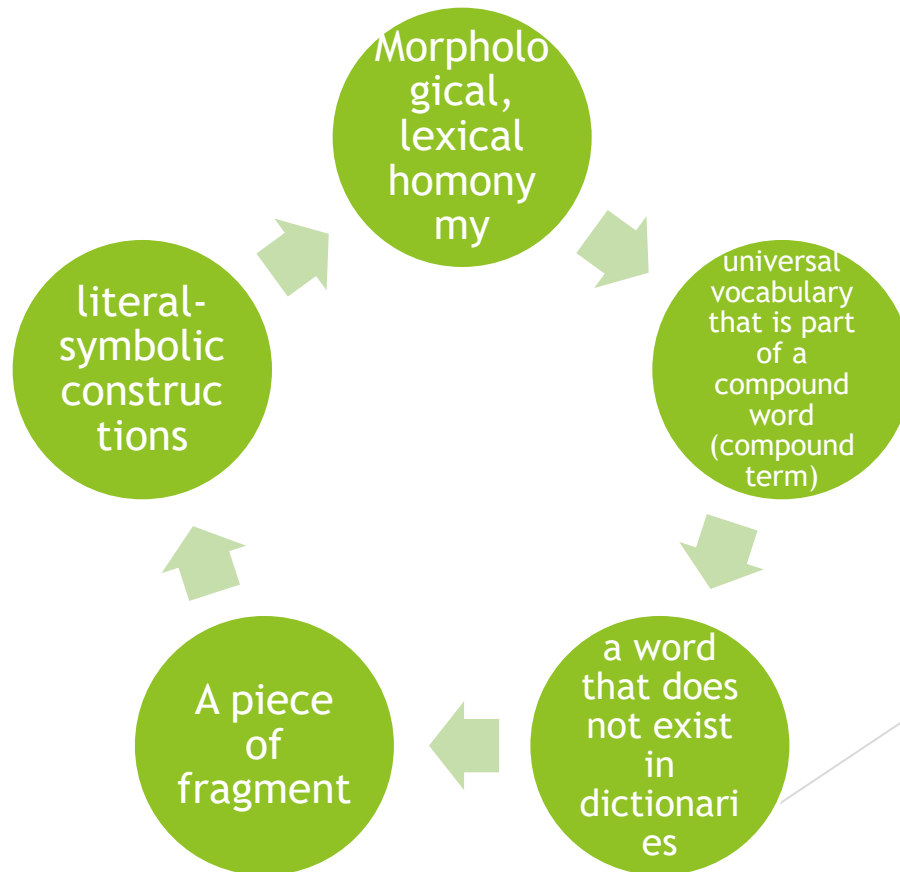 Morpholo
gical,
lexical
homony
my
universal
vocabulary
that is part
of a
compound
word
(compound
term)
a word
that does
not exist
in
dictionari
es
A piece
of
fragment
literal-
symbolic
construc
tions